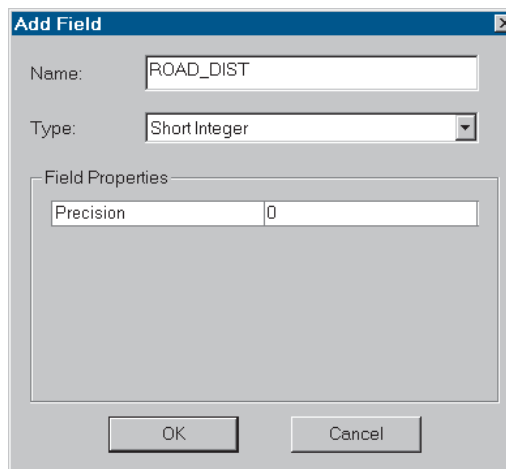 Add Field
Name: ROAD_DIST
Type: Short Integer
Field Properties
Precision 0
OK Cancel